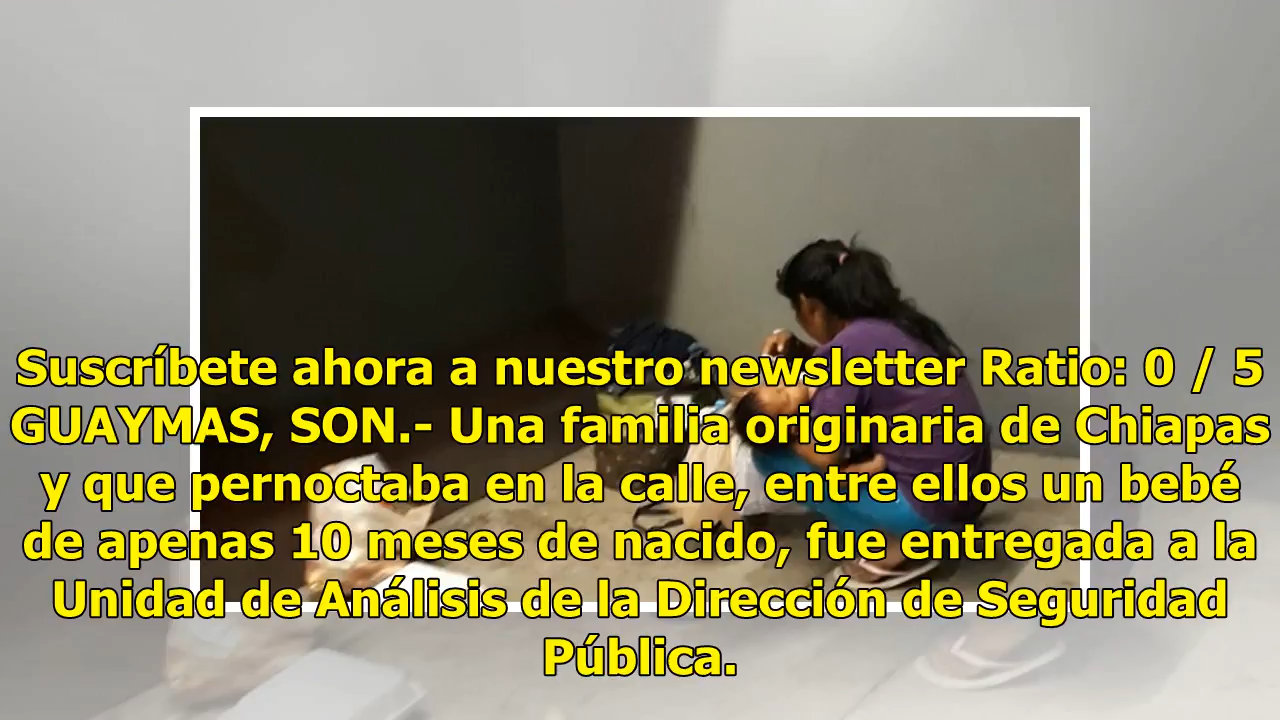 Suscríbete ahora a nuestro newsletter Ratio: 0 / 5
GUAYMAS, SON.- Una familia originaria de Chiapas
y que pernoctaba en la calle, entre ellos un bebé
de apenas 10 meses de nacido, fue entregada a la
Unidad de Análisis de la Dirección de Seguridad
Pública.